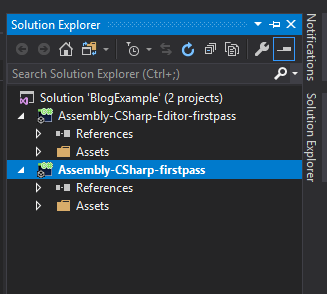 Solution Explorer
Search Solution Explorer (Ctrl+;)
Solution 'BlogExample' (2 projects)
Assembly-CSharp-Editor-firstpass
References
Assets
Assembly-CSharp-firstpass
References
Assets
Notifications
Solution Explorer